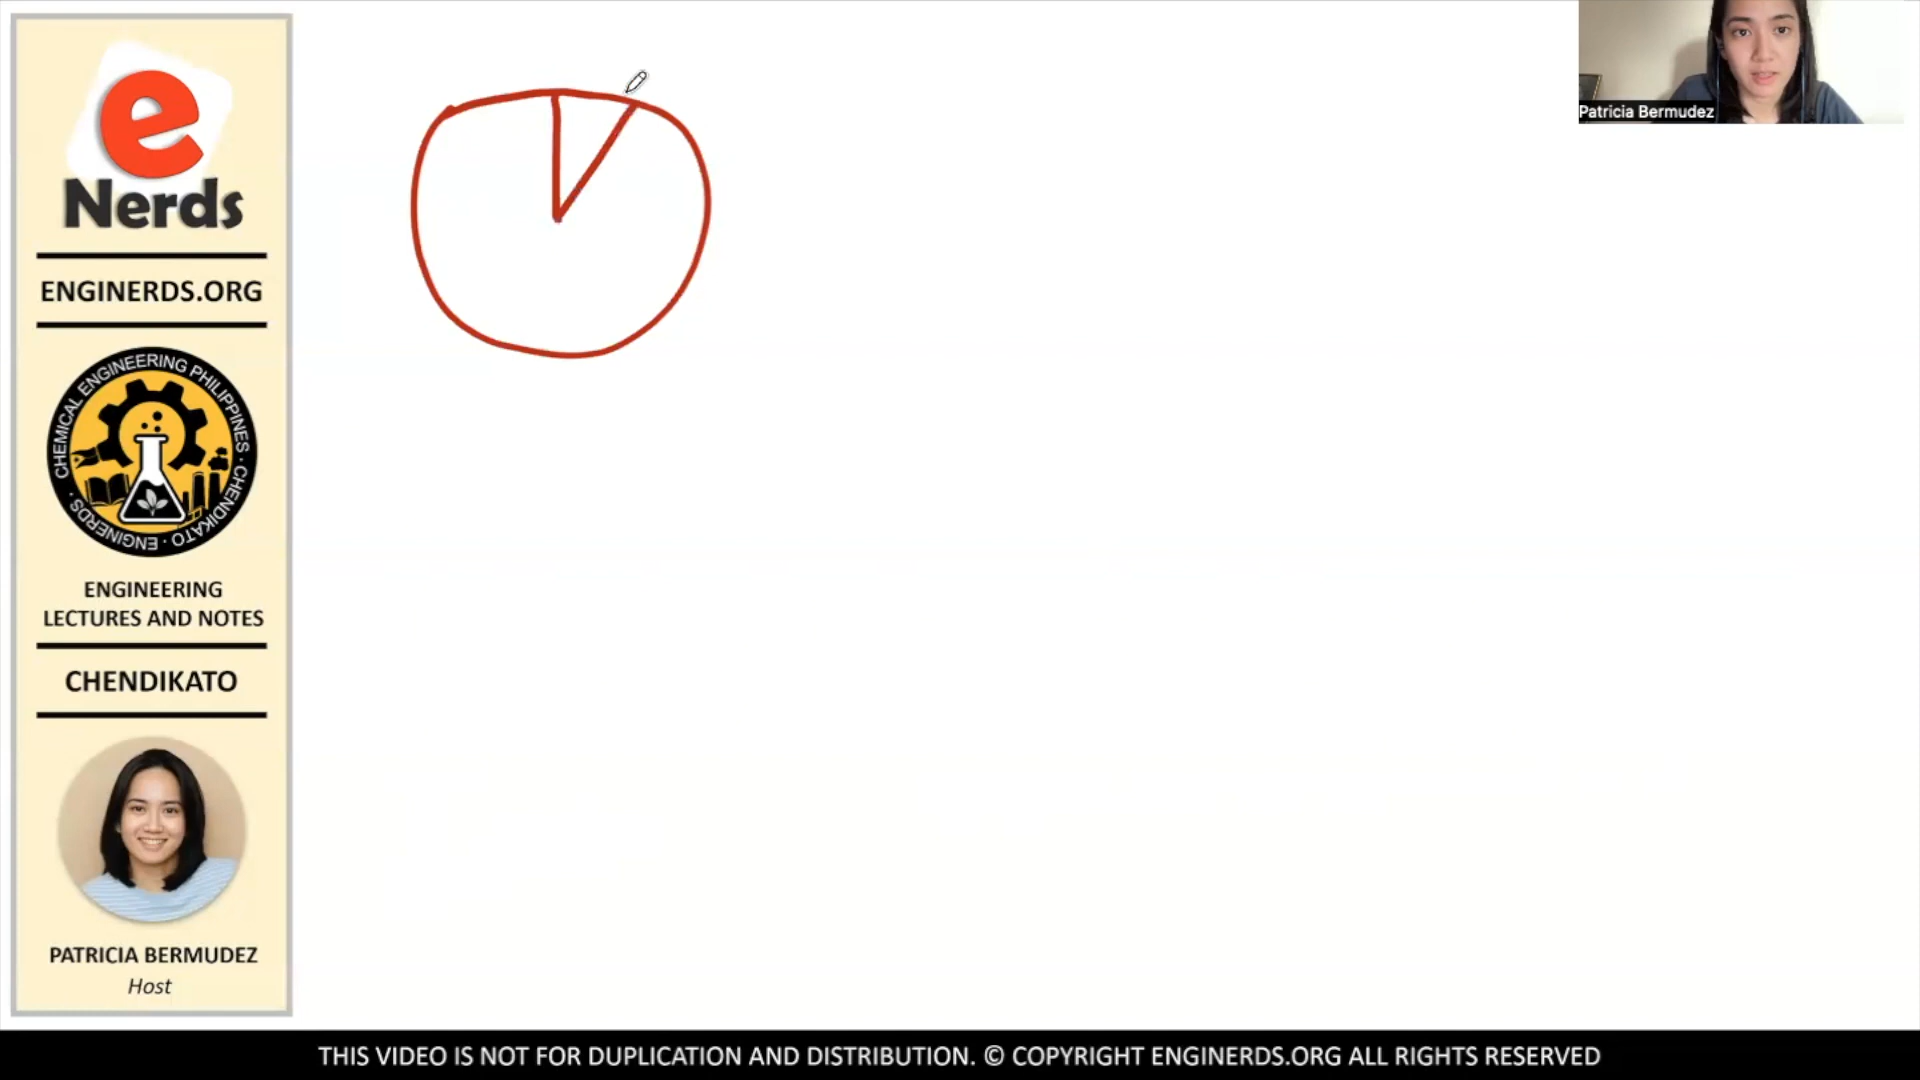 e
Nerds
ENGINERDS.ORG
CHEMICAL ENGINEERING PHILIPPINES · CHENDIKATO · ENGINERDS ·
ENGINEERING
LECTURES AND NOTES
CHENDIKATO
PATRICIA BERMUDEZ
Host
Patricia Bermudez
THIS VIDEO IS NOT FOR DUPLICATION AND DISTRIBUTION. © COPYRIGHT ENGINERDS.ORG ALL RIGHTS RESERVED